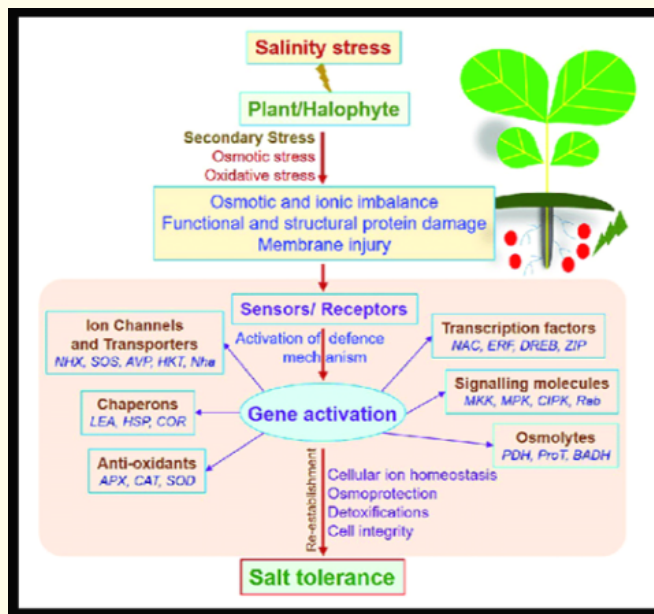 Salinity stress
Plant/Halophyte
Secondary Stress
Osmotic stress
Oxidative stress
Osmotic and ionic imbalance
Functional and structural protein damage
Membrane injury
Sensors/ Receptors
Activation of defence
mechanism
Ion Channels
and Transporters
NHX, SOS, AVP, HKT, Nha
Chaperons
LEA, HSP, COR
Anti-oxidants
APX, CAT, SOD
Gene activation
Transcription factors
NAC, ERF, DREB, ZIP
Signalling molecules
MKK, MPK, CIPK, Rab
Osmolytes
PDH, ProT, BADH
Re-establishment
Cellular ion homeostasis
Osmoprotection
Detoxifications
Cell integrity
Salt tolerance